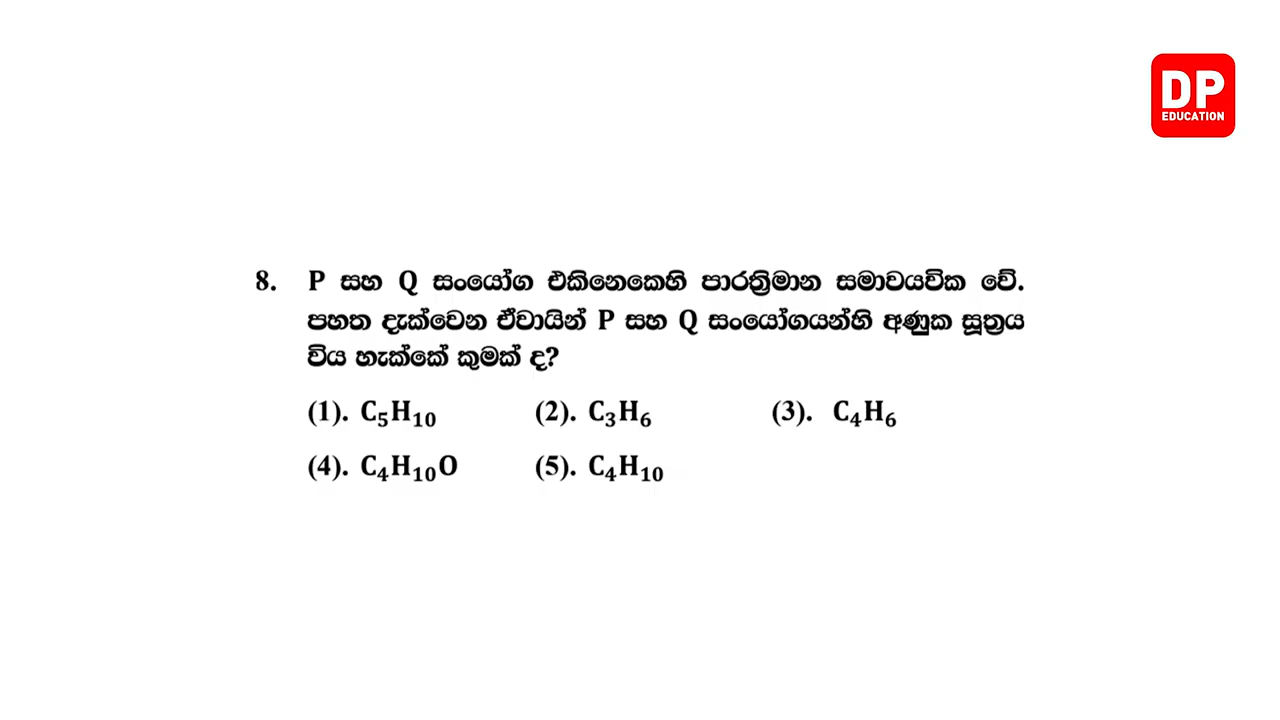 DP
EDUCATION
8. P සහ Q සංයෝග එකිනෙකෙහි පාරත්‍රිමාන සමාවයවික වේ.
පහත දැක්වෙන ඒවායින් P සහ Q සංයෝගයන්හි අණුක සූත්‍රය
විය හැක්කේ කුමක් ද?
(1). C₅H₁₀ (2). C₃H₆ (3). C₄H₆
(4). C₄H₁₀O (5). C₄H₁₀